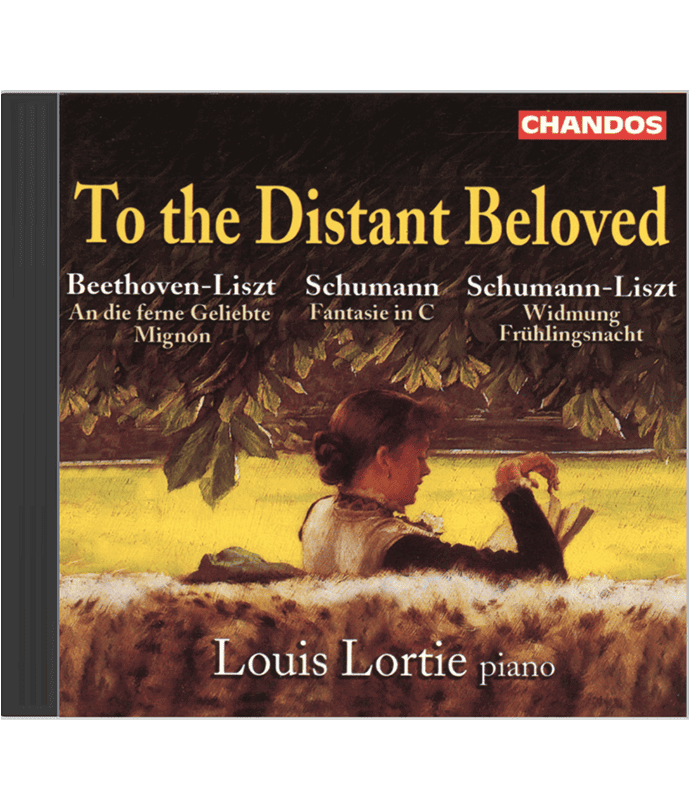 CHANDOS
To the Distant Beloved
Beethoven-Liszt
An die ferne Geliebte
Mignon
Schumann
Fantasie in C
Schumann-Liszt
Widmung
Frühlingsnacht
Louis Lortie piano